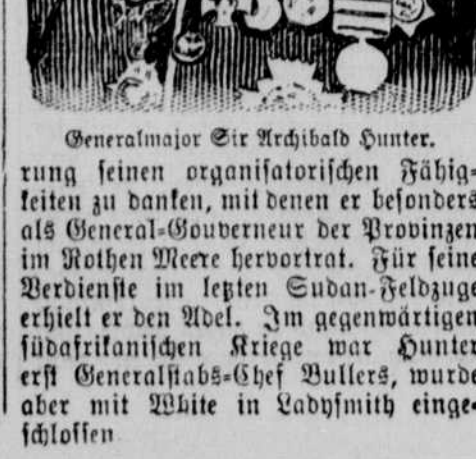 Generalmajor Sir Archibald Hunter.
rung seinen organisatorischen Fähig-
keiten zu danken, mit denen er besonders
als General-Gouverneur der Provinzen
im Rothen Meere hervortrat. Für seine
Verdienste im letzten Sudan-Feldzuge
erhielt er den Adel. Im gegenwärtigen
südafrikanischen Kriege war Hunter
erst Generalstabs-Chef Bullers, wurde
aber mit White in Ladysmith einge-
schlossen